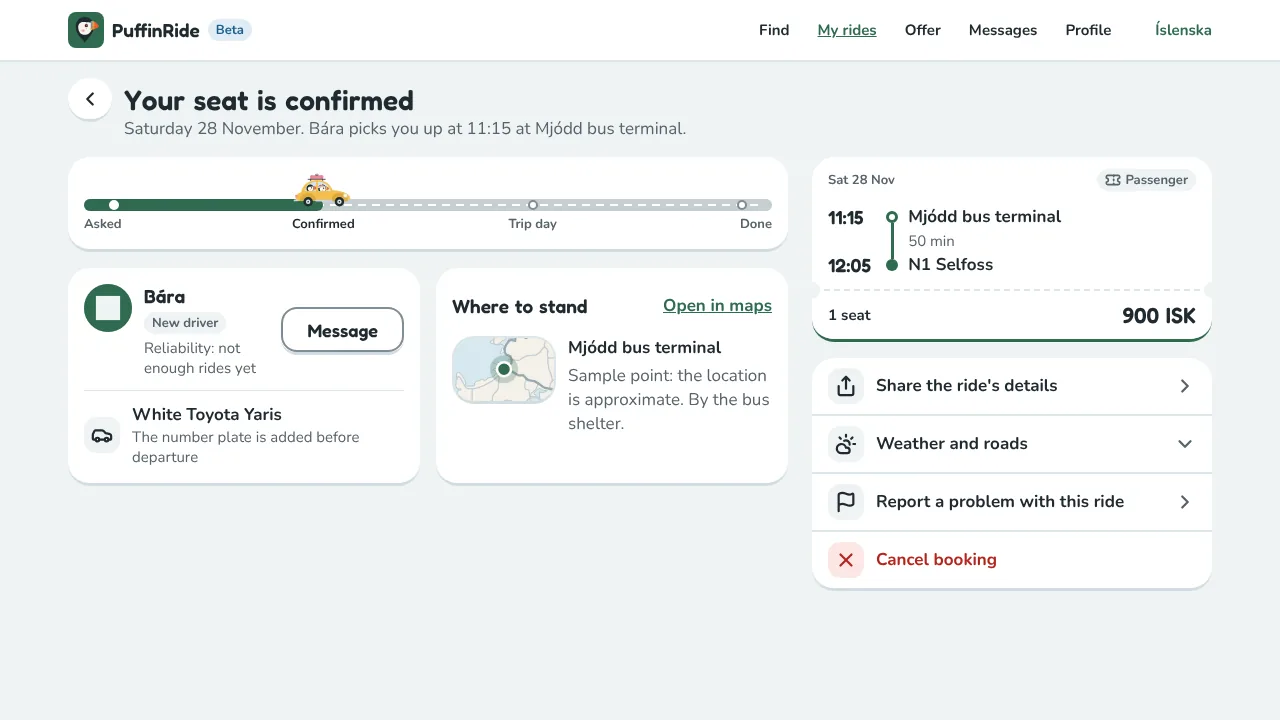 PuffinRide Beta
Find My rides Offer Messages Profile Íslenska
Your seat is confirmed
Saturday 28 November. Bára picks you up at 11:15 at Mjódd bus terminal.
Asked Confirmed Trip day Done
Bára
New driver
Reliability: not
enough rides yet
Message
White Toyota Yaris
The number plate is added before
departure
Where to stand Open in maps
Mjódd bus terminal
Sample point: the location
is approximate. By the bus
shelter.
Sat 28 Nov Passenger
11:15 Mjódd bus terminal
50 min
12:05 N1 Selfoss
1 seat 900 ISK
Share the ride's details
Weather and roads
Report a problem with this ride
Cancel booking